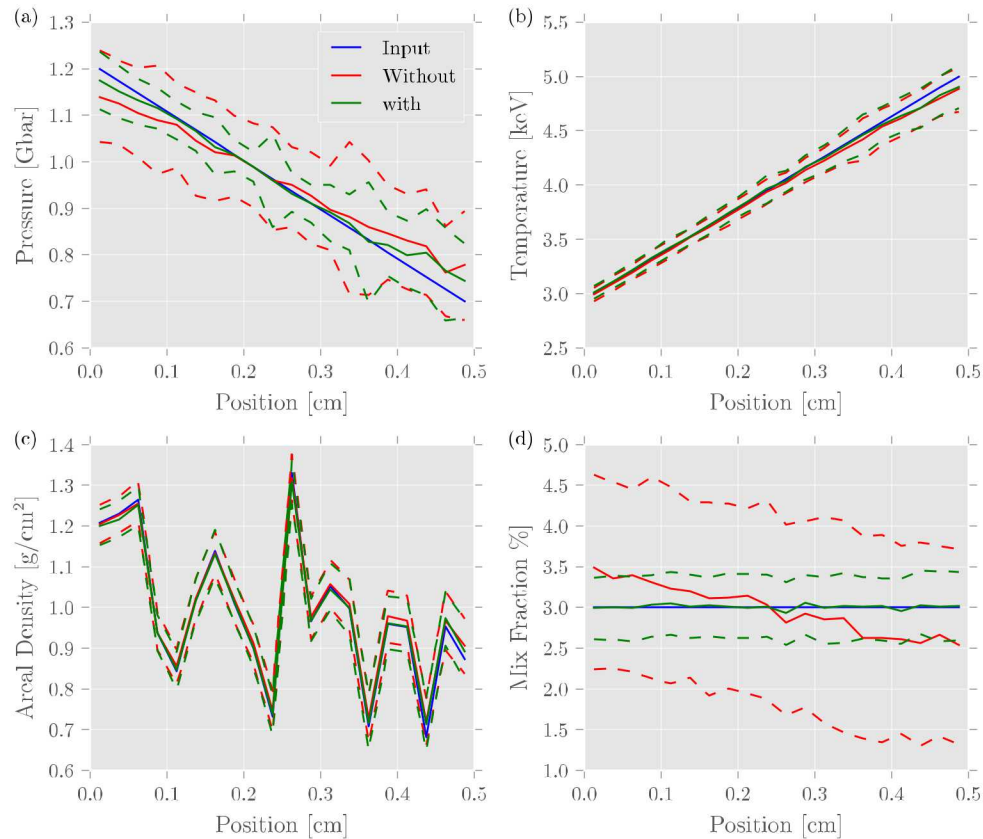 (a)
1.3
1.2
1.1
1.0
0.9
0.8
0.7
0.6
Pressure [Gbar]
Input
Without
with
0.0 0.1 0.2 0.3 0.4 0.5
Position [cm]
(b)
5.5
5.0
4.5
4.0
3.5
3.0
2.5
Temperature [keV]
0.0 0.1 0.2 0.3 0.4 0.5
Position [cm]
(c)
1.4
1.3
1.2
1.1
1.0
0.9
0.8
0.7
0.6
Areal Density [g/cm²]
0.0 0.1 0.2 0.3 0.4 0.5
Position [cm]
(d)
5.0
4.5
4.0
3.5
3.0
2.5
2.0
1.5
1.0
Mix Fraction %]
0.0 0.1 0.2 0.3 0.4 0.5
Position [cm]